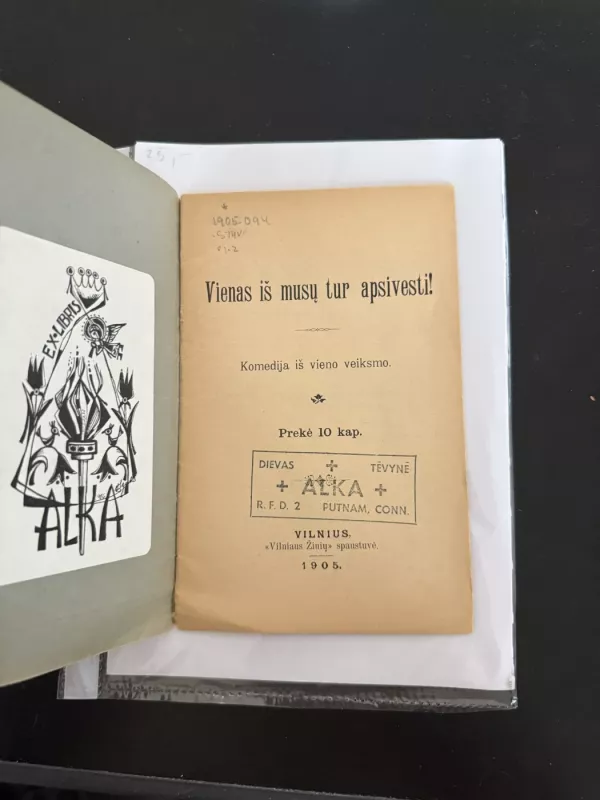 25,-
EX-LIBRIS
ALKA
1905-094
Vienas iš musų tur apsivesti!
Komedija iš vieno veiksmo.
Prekė 10 kap.
DIEVAS + TĖVYNĖ
+ ALKA +
R. F. D. 2 PUTNAM, CONN.
VILNIUS,
«Vilniaus Žinių» spaustuvė.
1905.